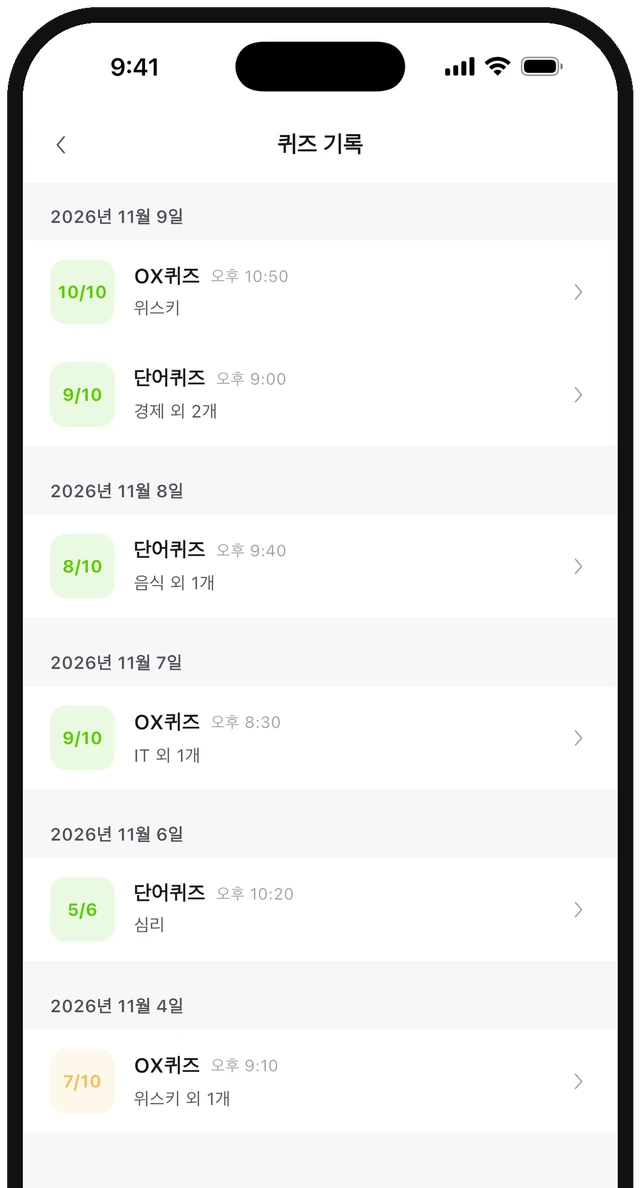 9:41
퀴즈 기록
2026년 11월 9일
10/10
OX퀴즈 오후 10:50
위스키
9/10
단어퀴즈 오후 9:00
경제 외 2개
2026년 11월 8일
8/10
단어퀴즈 오후 9:40
음식 외 1개
2026년 11월 7일
9/10
OX퀴즈 오후 8:30
IT 외 1개
2026년 11월 6일
5/6
단어퀴즈 오후 10:20
심리
2026년 11월 4일
7/10
OX퀴즈 오후 9:10
위스키 외 1개